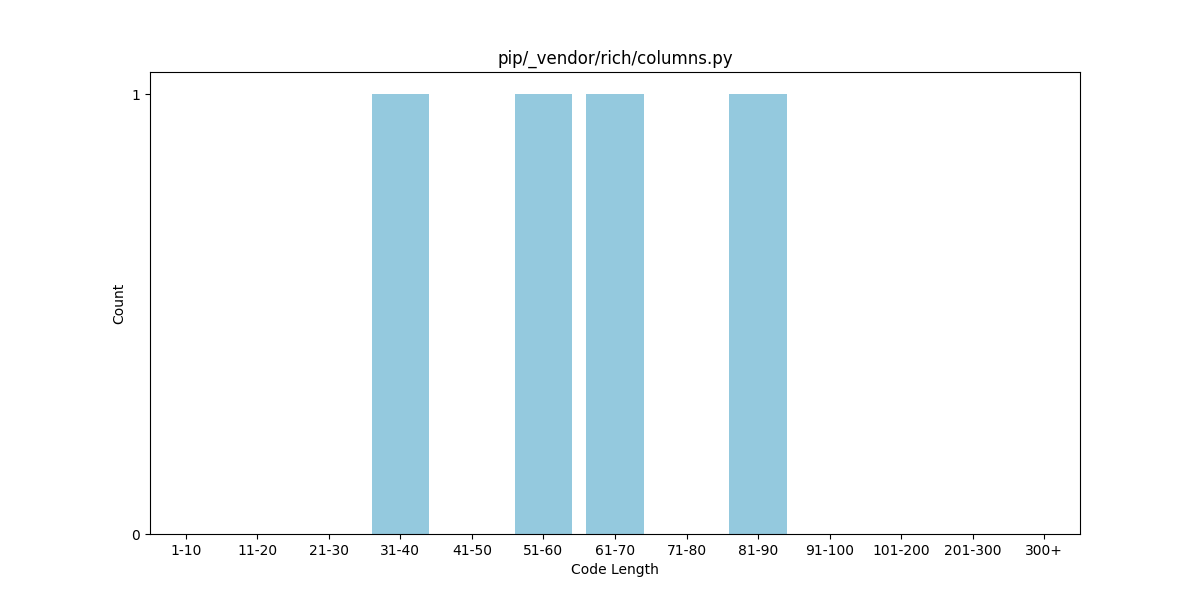 pip/_vendor/rich/columns.py
Count
1
0
1-10 11-20 21-30 31-40 41-50 51-60 61-70 71-80 81-90 91-100 101-200 201-300 300+
Code Length